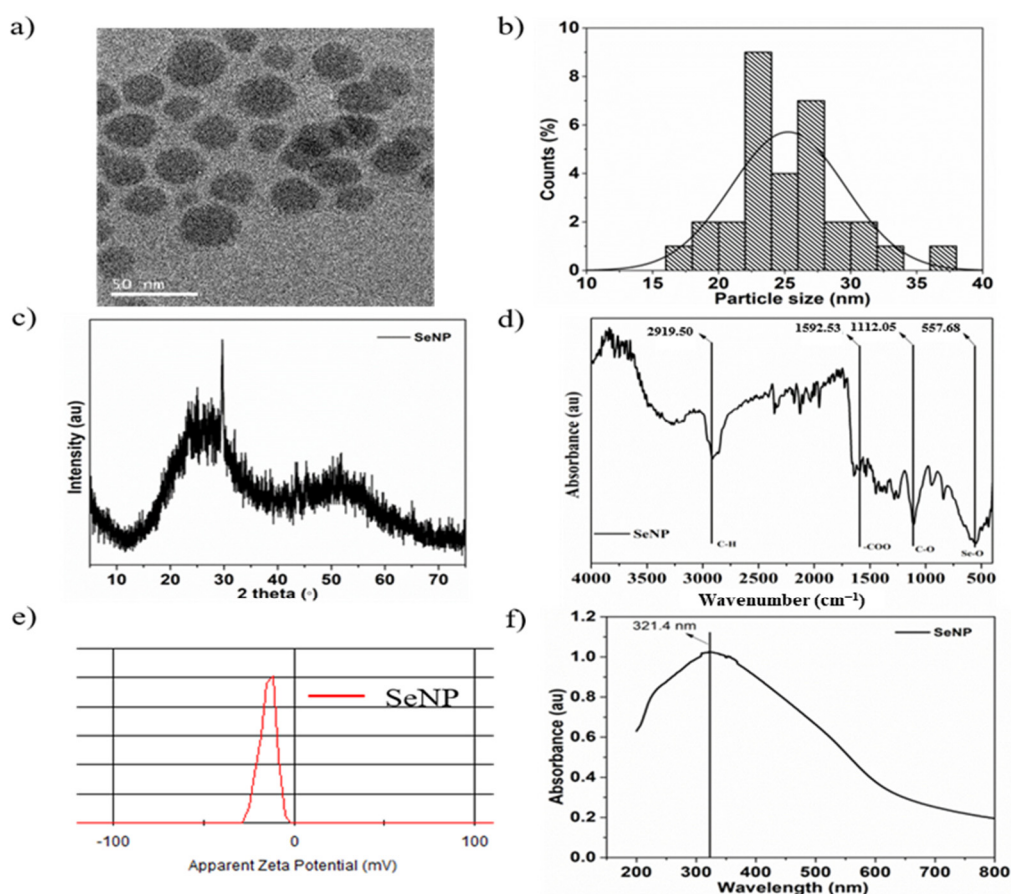 a)
50 nm
b)
Counts (%)
10
8
6
4
2
0
10 15 20 25 30 35 40
Particle size (nm)
c)
SeNP
Intensity (au)
10 20 30 40 50 60 70
2 theta (◦)
d)
2919.50 1592.53 1112.05 557.68
Absorbance (au)
SeNP
C-H -COO C-O Se-O
4000 3500 3000 2500 2000 1500 1000 500
Wavenumber (cm⁻¹)
e)
SeNP
-100 0 100
Apparent Zeta Potential (mV)
f)
321.4 nm
SeNP
Absorbance (au)
1.2
1.0
0.8
0.6
0.4
0.2
0.0
200 300 400 500 600 700 800
Wavelength (nm)